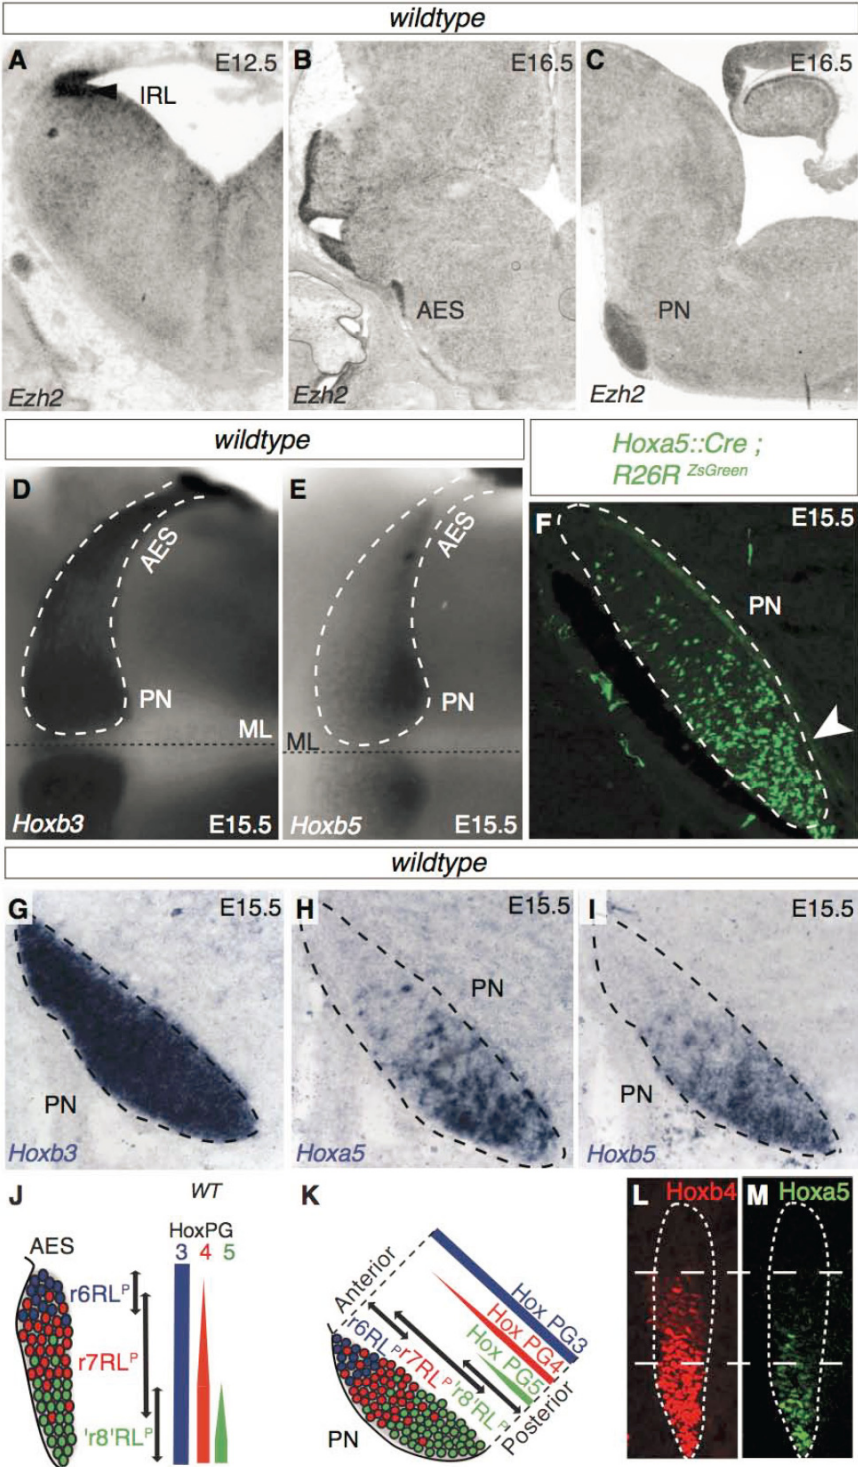 wildtype
A
E12.5
IRL
Ezh2
B
E16.5
AES
Ezh2
C
E16.5
PN
Ezh2
wildtype
Hoxa5::Cre ;
R26R ZsGreen
D
AES
PN
ML
Hoxb3
E15.5
E
AES
PN
ML
Hoxb5
E15.5
F
E15.5
PN
wildtype
G
E15.5
PN
Hoxb3
H
E15.5
PN
Hoxa5
I
E15.5
PN
Hoxb5
J
WT
HoxPG
3 4 5
AES
r6RLᴾ
r7RLᴾ
'r8'RLᴾ
K
Anterior
Hox PG3
Hox PG4
Hox PG5
r6RLᴾ
r7RLᴾ
'r8'RLᴾ
Posterior
PN
L
Hoxb4
M
Hoxa5